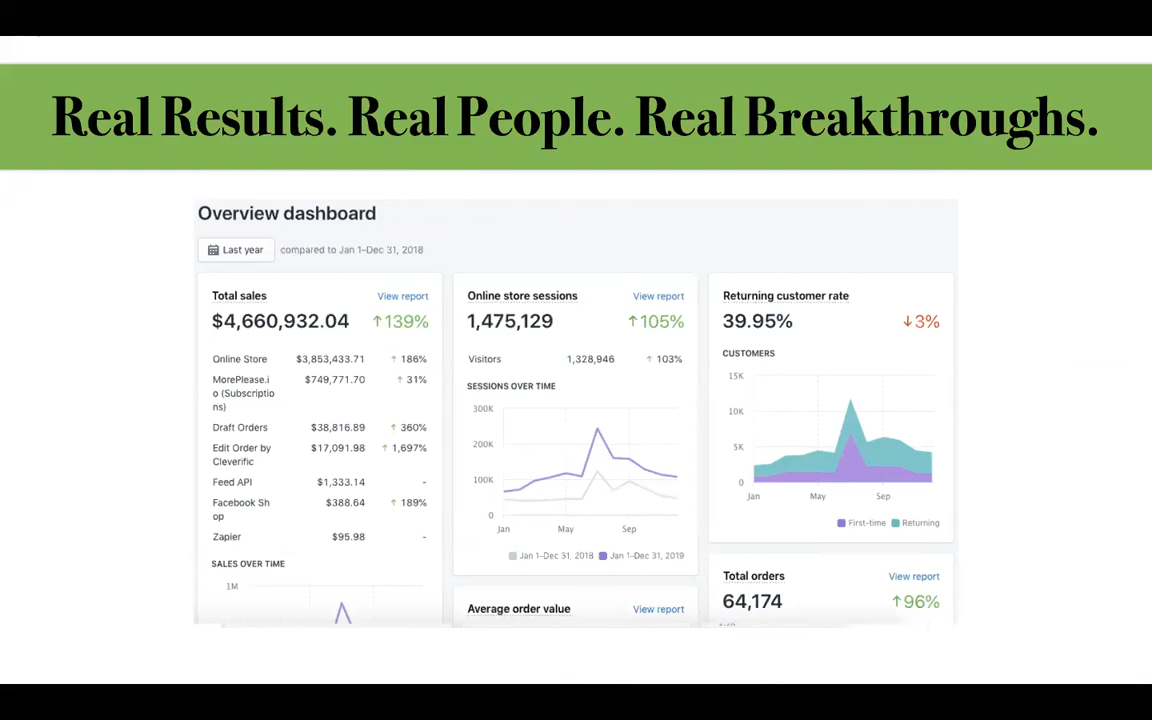 Real Results. Real People. Real Breakthroughs.
Overview dashboard
Last year compared to Jan 1–Dec 31, 2018
Total sales View report
$4,660,932.04 ↑139%
Online Store $3,853,433.71 ↑ 186%
MorePlease.i $749,771.70 ↑ 31%
o (Subscriptio
ns)
Draft Orders $38,816.89 ↑ 360%
Edit Order by $17,091.98 ↑ 1,697%
Cleverific
Feed API $1,333.14 -
Facebook Sh $388.64 ↑ 189%
op
Zapier $95.98 -
SALES OVER TIME
1M
Online store sessions View report
1,475,129 ↑105%
Visitors 1,328,946 ↑ 103%
SESSIONS OVER TIME
300K
200K
100K
0
Jan May Sep
Jan 1–Dec 31, 2018 Jan 1–Dec 31, 2019
Average order value View report
Returning customer rate
39.95% ↓3%
CUSTOMERS
15K
10K
5K
0
Jan May Sep
First-time Returning
Total orders View report
64,174 ↑96%